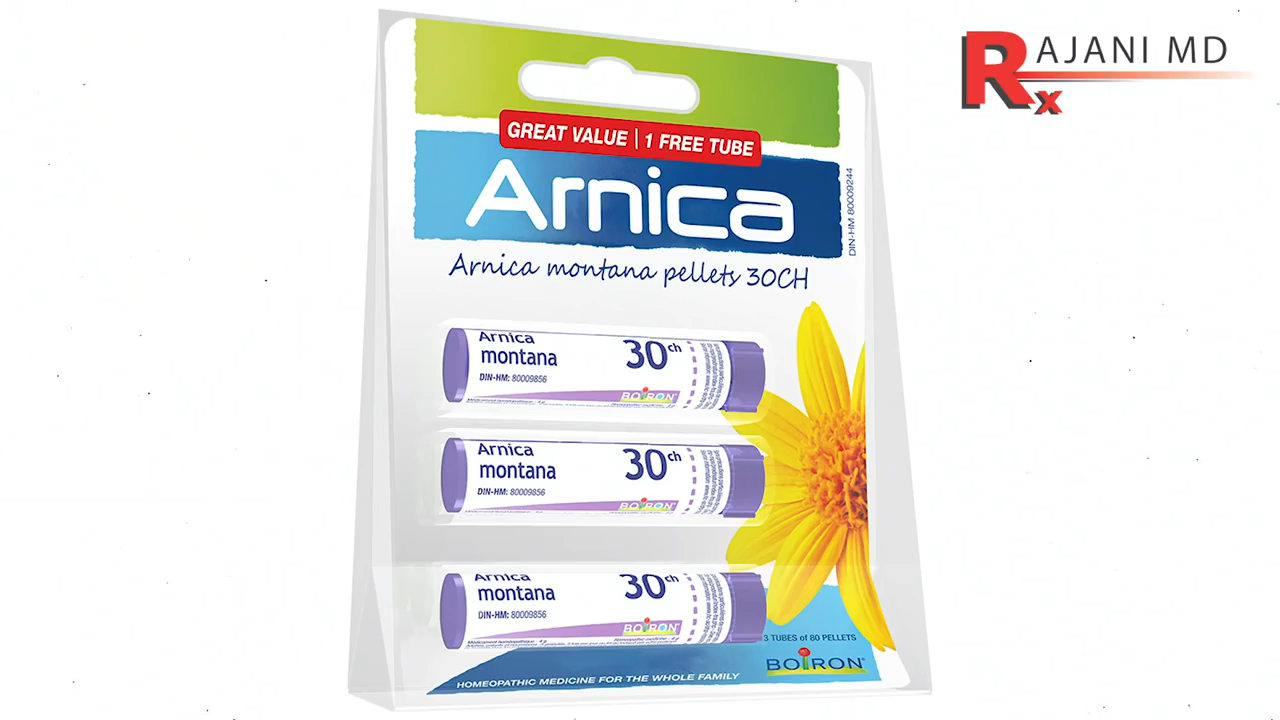 Rx AJANI MD
GREAT VALUE | 1 FREE TUBE
Arnica
DIN-HM 80009244
Arnica montana pellets 30CH
Arnica
montana
30ch
DIN-HM: 80009856
BOIRON
Arnica
montana
30ch
DIN-HM: 80009856
BOIRON
Arnica
montana
30ch
DIN-HM: 80009856
BOIRON
3 TUBES of 80 PELLETS
BOIRON
HOMEOPATHIC MEDICINE FOR THE WHOLE FAMILY